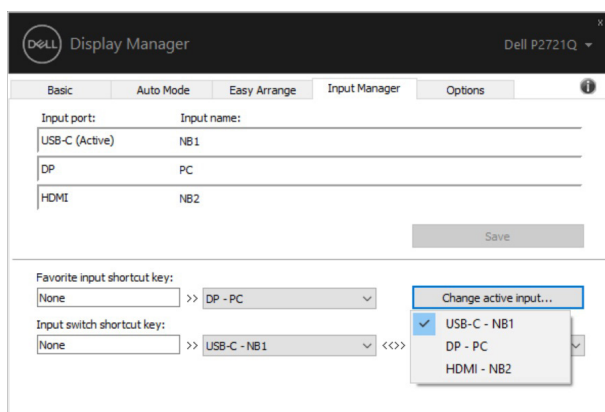 DELL Display Manager
Dell P2721Q
x
Basic Auto Mode Easy Arrange Input Manager Options
Input port: Input name:
USB-C (Active) NB1
DP PC
HDMI NB2
Save
Favorite input shortcut key:
None >> DP - PC Change active input...
Input switch shortcut key:
None >> USB-C - NB1 <<>>
USB-C - NB1
DP - PC
HDMI - NB2